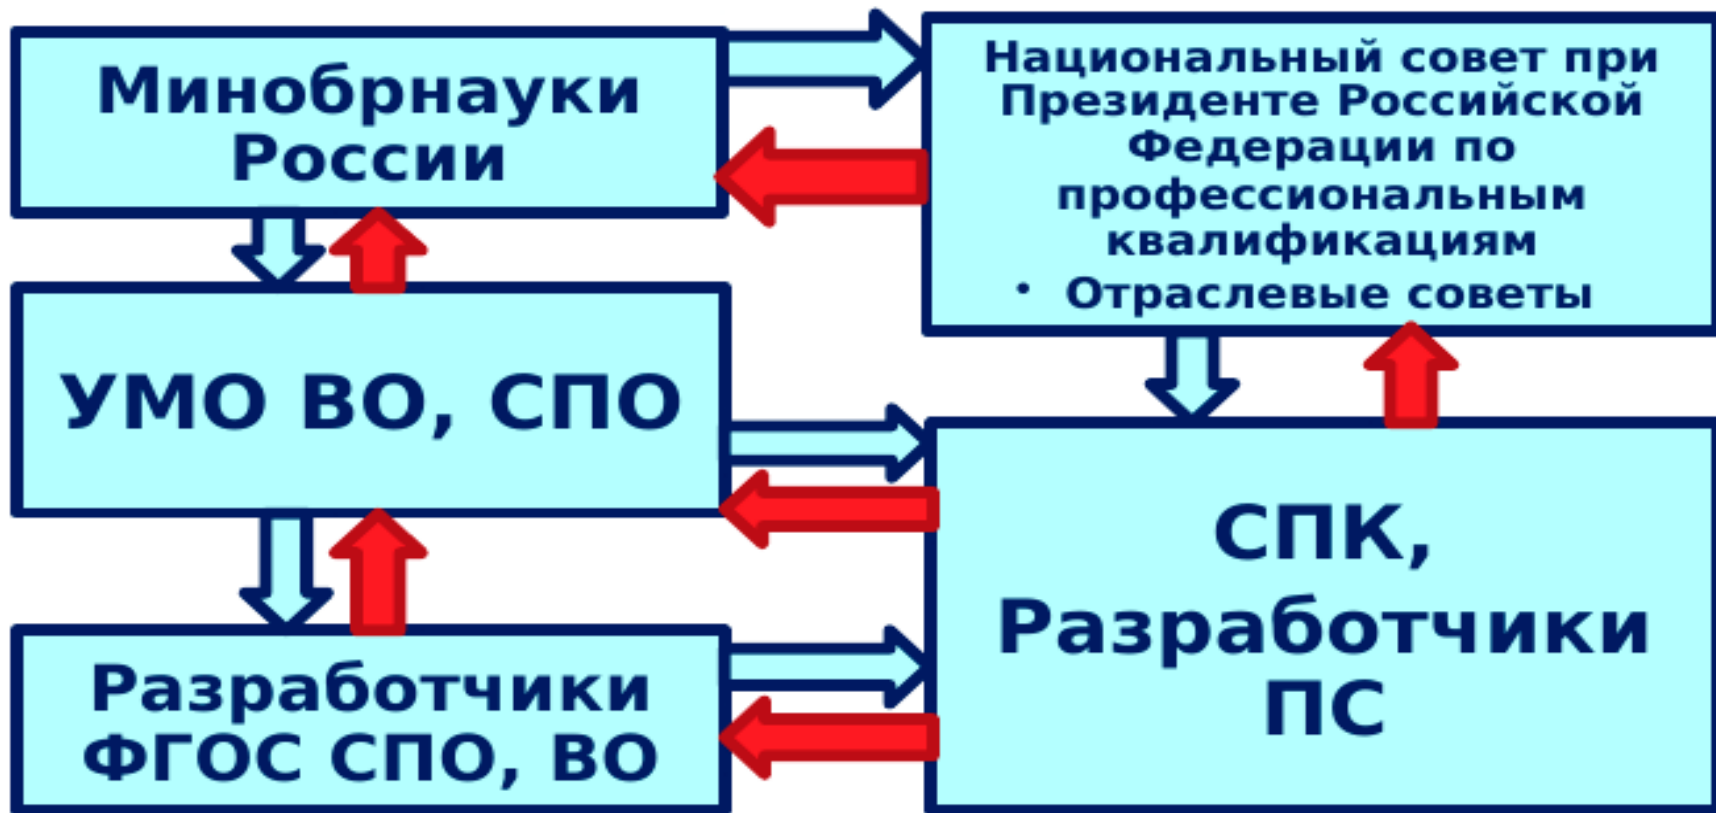 Минобрнауки
России
Национальный совет при
Президенте Российской
Федерации по
профессиональным
квалификациям
• Отраслевые советы
УМО ВО, СПО
СПК,
Разработчики
ПС
Разработчики
ФГОС СПО, ВО